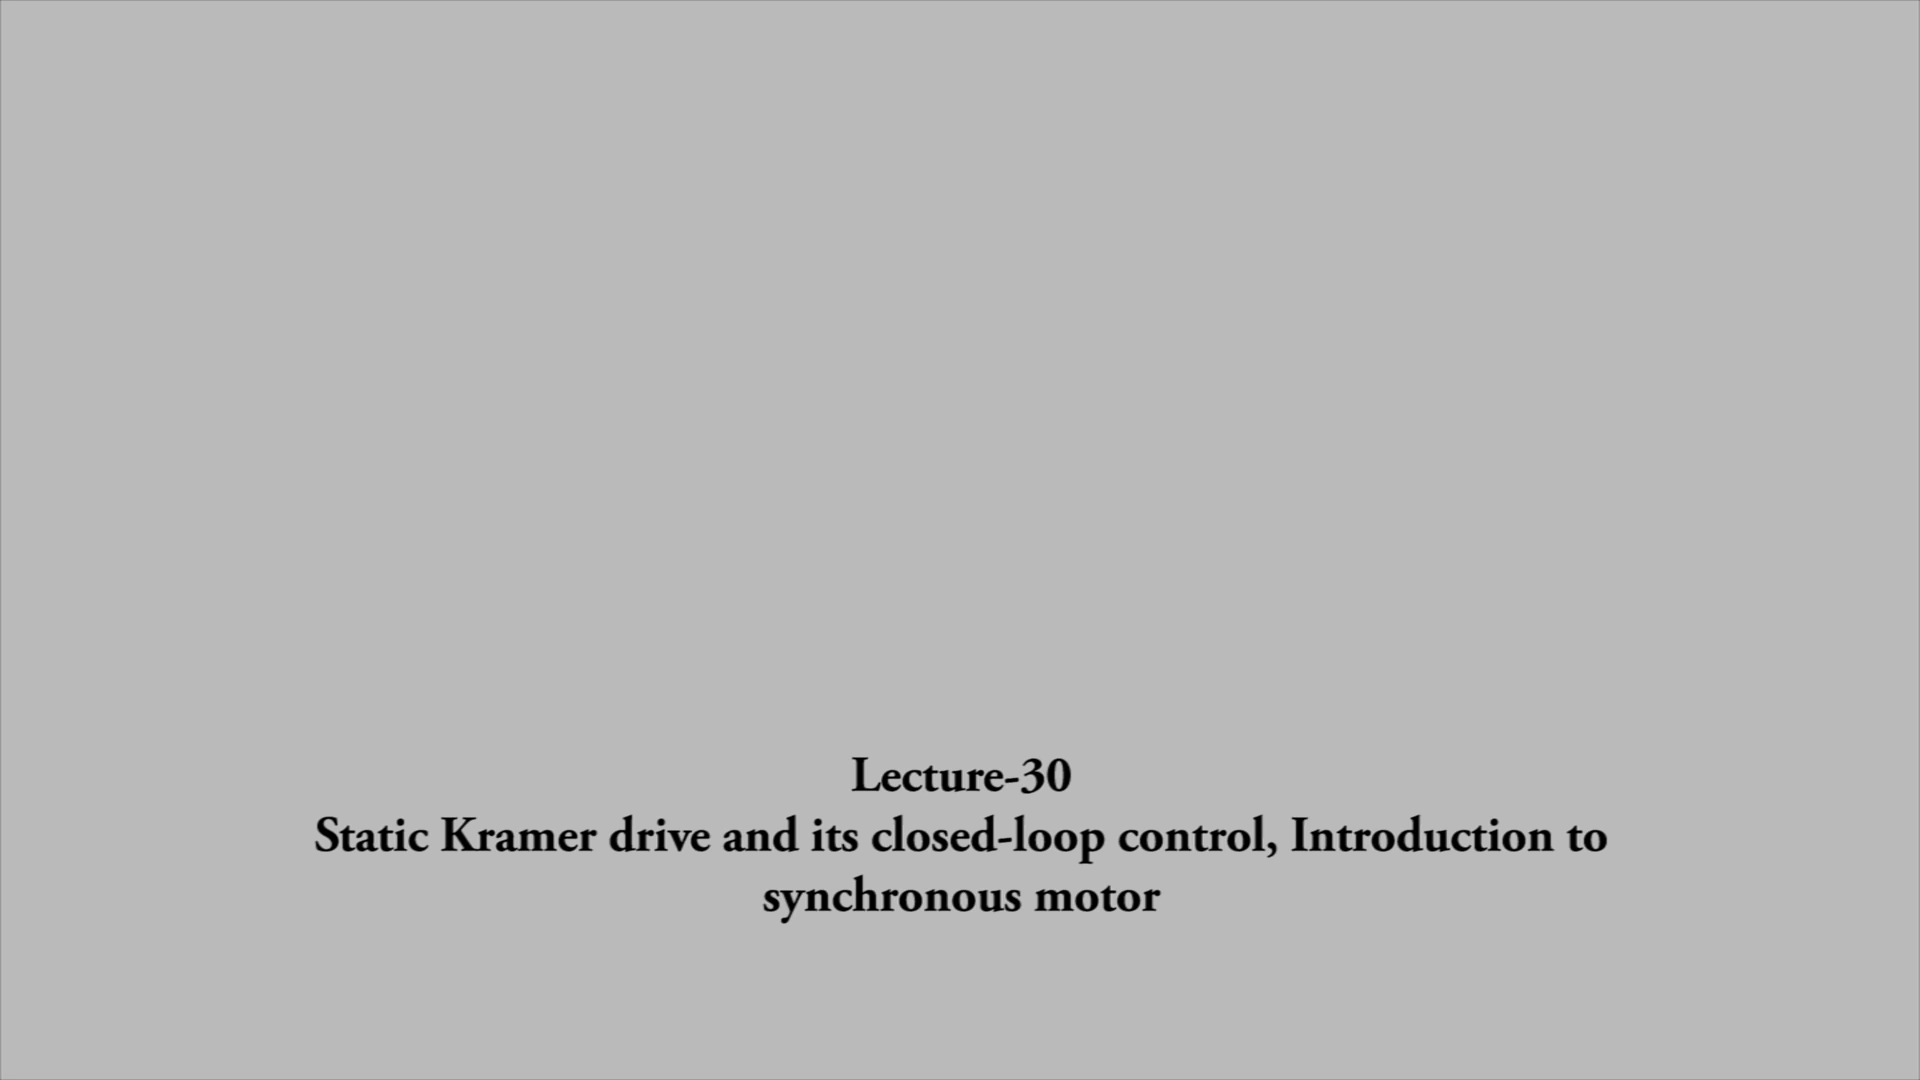 Lecture-30
Static Kramer drive and its closed-loop control, Introduction to
synchronous motor